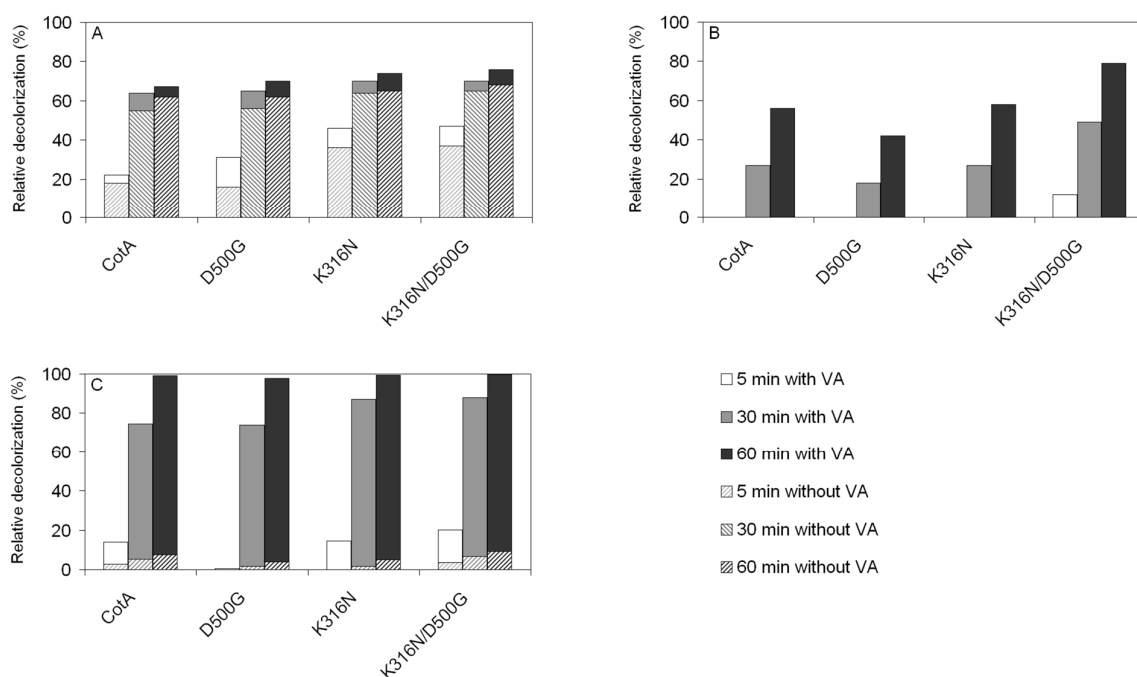 A
Relative decolorization (%)
100
80
60
40
20
0
CotA
D500G
K316N
K316N/D500G
B
Relative decolorization (%)
100
80
60
40
20
0
CotA
D500G
K316N
K316N/D500G
C
Relative decolorization (%)
100
80
60
40
20
0
CotA
D500G
K316N
K316N/D500G
5 min with VA
30 min with VA
60 min with VA
5 min without VA
30 min without VA
60 min without VA